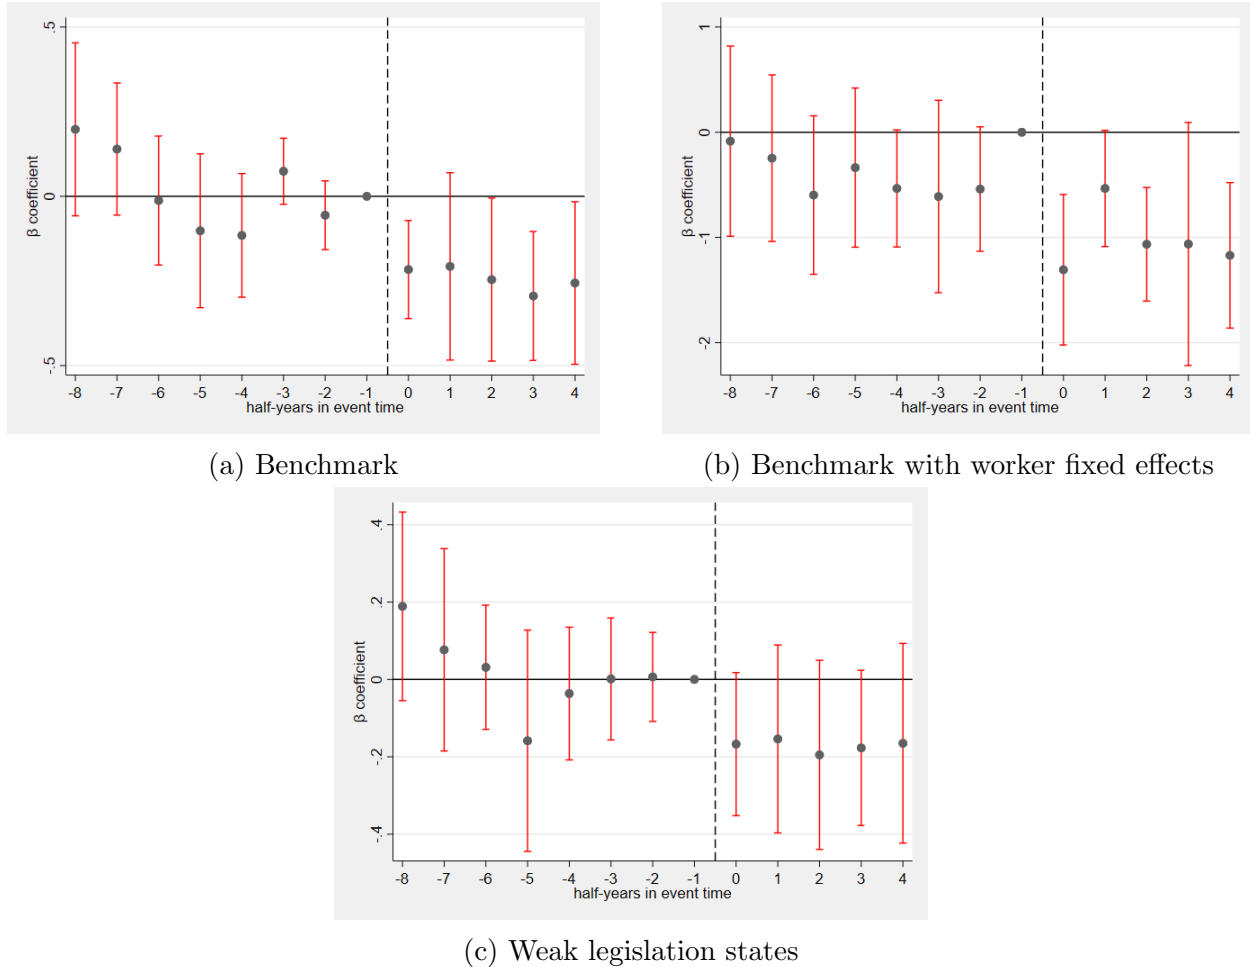 .5
0
-.5
β coefficient
-8 -7 -6 -5 -4 -3 -2 -1 0 1 2 3 4
half-years in event time
(a) Benchmark
1
0
-1
-2
β coefficient
-8 -7 -6 -5 -4 -3 -2 -1 0 1 2 3 4
half-years in event time
(b) Benchmark with worker fixed effects
.4
.2
0
-.2
-.4
β coefficient
-8 -7 -6 -5 -4 -3 -2 -1 0 1 2 3 4
half-years in event time
(c) Weak legislation states